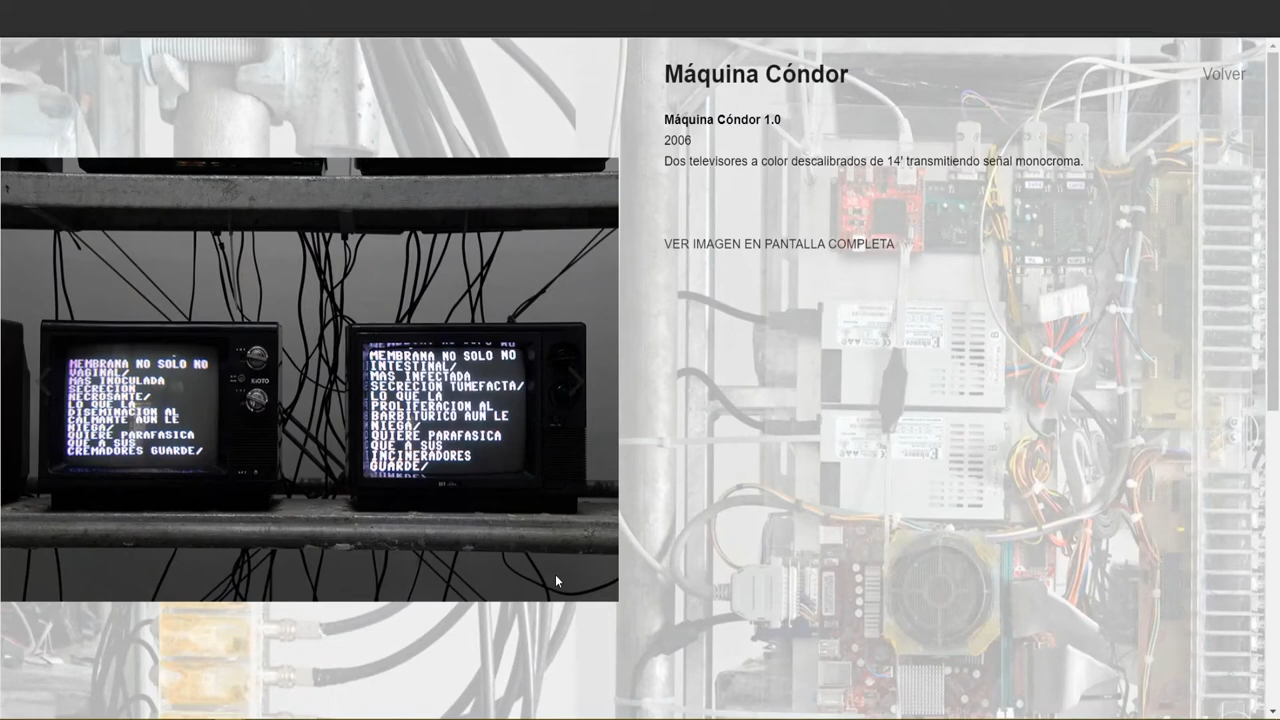 Máquina Cóndor
Volver
Máquina Cóndor 1.0
2006
Dos televisores a color descalibrados de 14' transmitiendo señal monocroma.
VER IMAGEN EN PANTALLA COMPLETA
MEMBRANA NO SOLO NO
VAGINAL/
MAS INOCULADA
SECRECION
NECROSANTE/
LO QUE LA
DISEMINACION AL
CALMANTE AUN LE
NIEGA/
QUIERE PARAFASICA
QUE A SUS
CREMADORES GUARDE/
KIOTO
MEMBRANA NO SOLO NO
INTESTINAL/
MAS INFECTADA
SECRECION TUMEFACTA/
LO QUE LA
PROLIFERACION AL
BARBITURICO AUN LE
NIEGA/
QUIERE PARAFASICA
QUE A SUS
INCINERADORES
GUARDE/